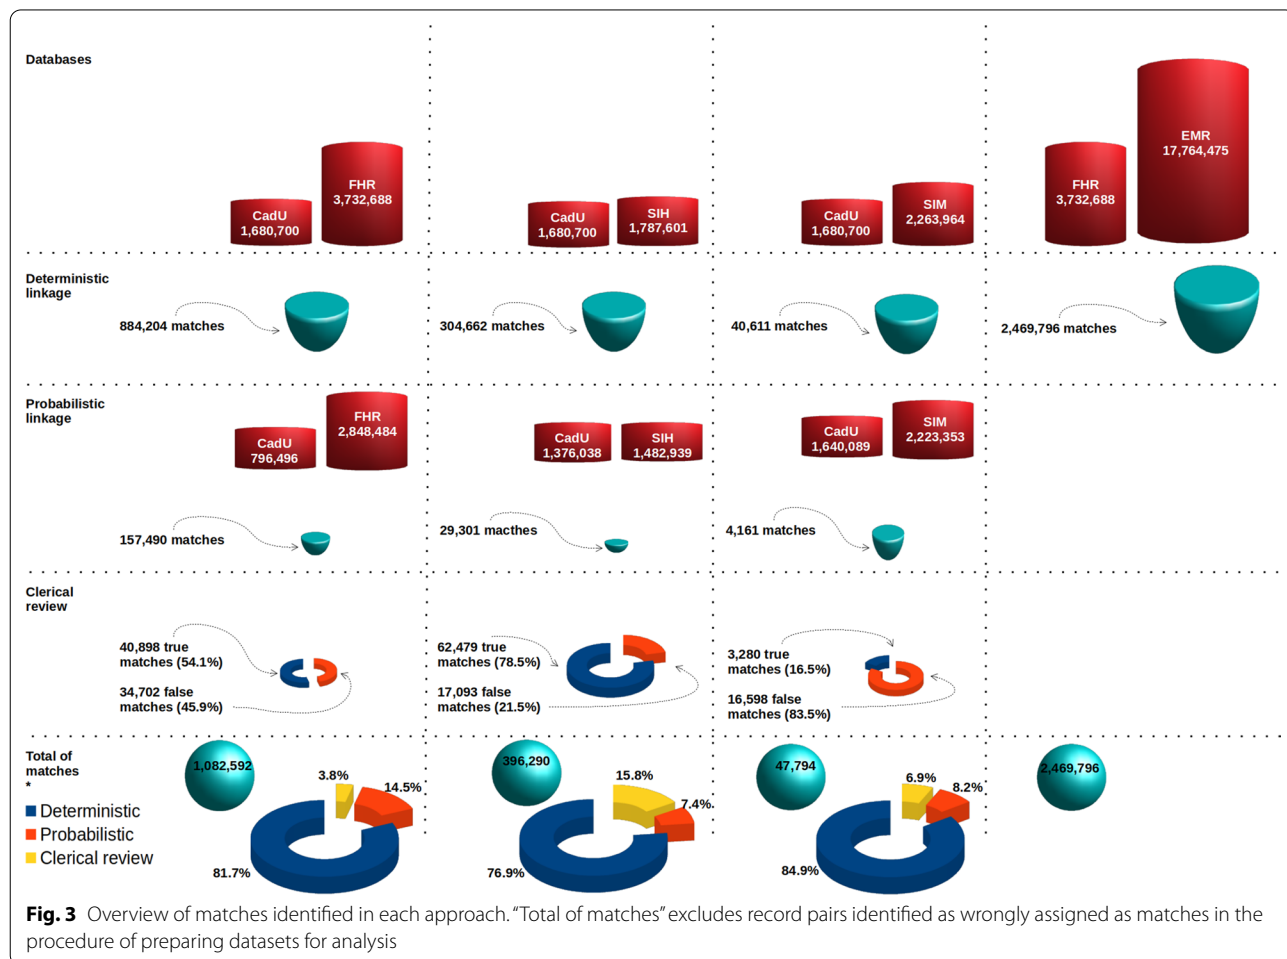 Databases
CadU
1,680,700
FHR
3,732,688
CadU
1,680,700
SIH
1,787,601
CadU
1,680,700
SIM
2,263,964
FHR
3,732,688
EMR
17,764,475
Deterministic
linkage
884,204 matches
304,662 matches
40,611 matches
2,469,796 matches
Probabilistic
linkage
CadU
796,496
FHR
2,848,484
CadU
1,376,038
SIH
1,482,939
CadU
1,640,089
SIM
2,223,353
157,490 matches
29,301 macthes
4,161 matches
Clerical
review
40,898 true
matches (54.1%)
34,702 false
matches (45.9%)
62,479 true
matches (78.5%)
17,093 false
matches (21.5%)
3,280 true
matches (16.5%)
16,598 false
matches (83.5%)
Total of
matches
*
Deterministic
Probabilistic
Clerical review
1,082,592
3.8%
14.5%
81.7%
396,290
15.8%
7.4%
76.9%
47,794
6.9%
8.2%
84.9%
2,469,796
Fig. 3 Overview of matches identified in each approach. “Total of matches” excludes record pairs identified as wrongly assigned as matches in the
procedure of preparing datasets for analysis